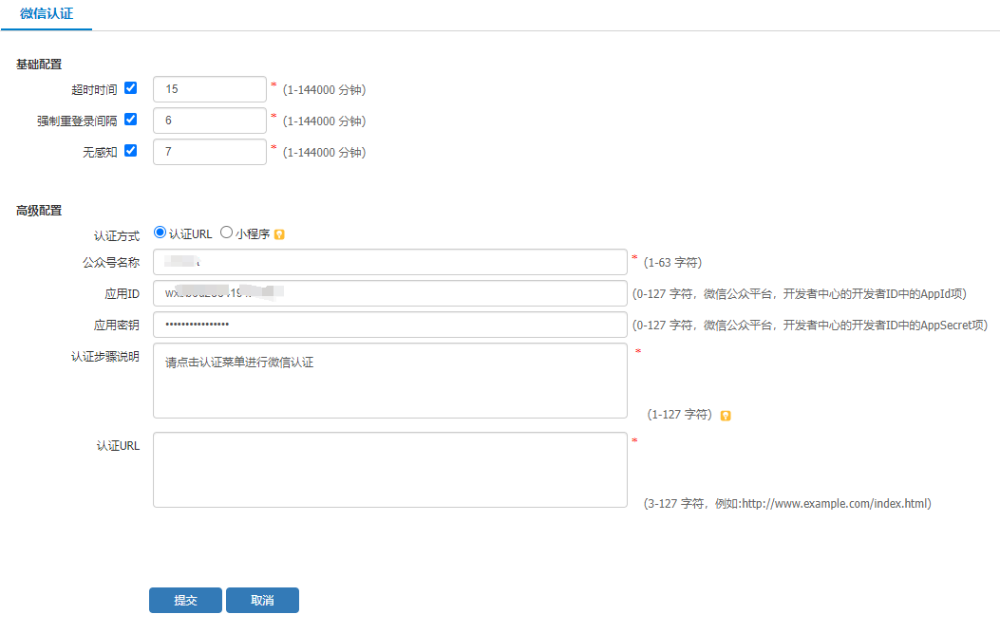 微信认证
基础配置
超时时间 15 * (1-144000 分钟)
强制重登录间隔 6 * (1-144000 分钟)
无感知 7 * (1-144000 分钟)
高级配置
认证方式 认证URL 小程序
公众号名称 * (1-63 字符)
应用ID (0-127 字符，微信公众平台，开发者中心的开发者ID中的AppId项)
应用密钥 •••••••••••••••• (0-127 字符，微信公众平台，开发者中心的开发者ID中的AppSecret项)
认证步骤说明 请点击认证菜单进行微信认证 *
(1-127 字符)
认证URL *
(3-127 字符，例如:http://www.example.com/index.html)
提交 取消